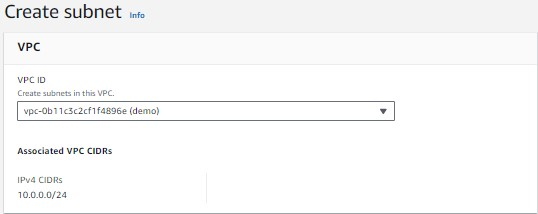 Create subnet Info
VPC
VPC ID
Create subnets in this VPC.
vpc-0b11c3c2cf1f4896e (demo)
Associated VPC CIDRs
IPv4 CIDRs
10.0.0.0/24